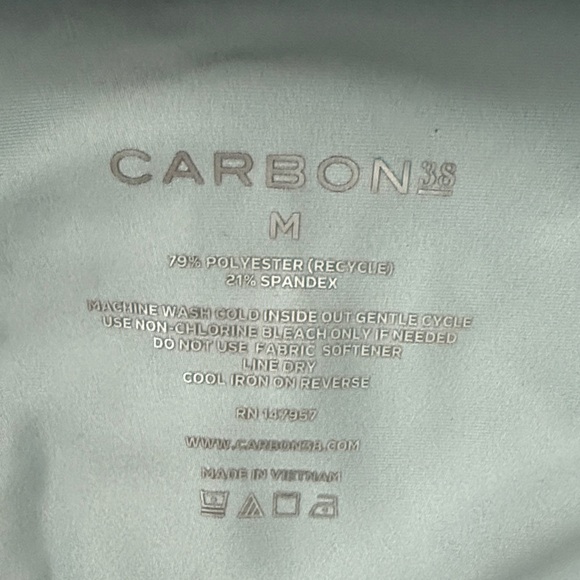 CARBON38
M
79% POLYESTER (RECYCLE)
21% SPANDEX
MACHINE WASH COLD INSIDE OUT GENTLE CYCLE
USE NON-CHLORINE BLEACH ONLY IF NEEDED
DO NOT USE FABRIC SOFTENER
LINE DRY
COOL IRON ON REVERSE
RN 147957
WWW.CARBON38.COM
MADE IN VIETNAM